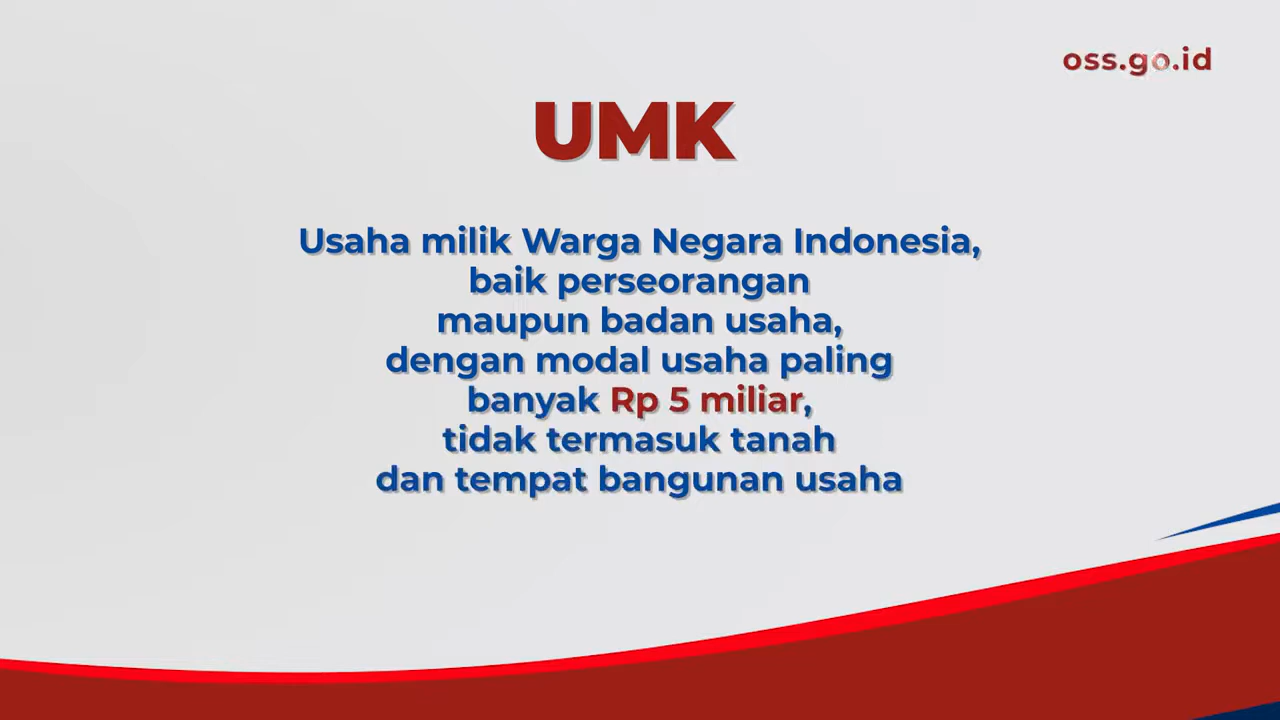 oss.go.id
UMK
Usaha milik Warga Negara Indonesia,
baik perseorangan
maupun badan usaha,
dengan modal usaha paling
banyak Rp 5 miliar,
tidak termasuk tanah
dan tempat bangunan usaha